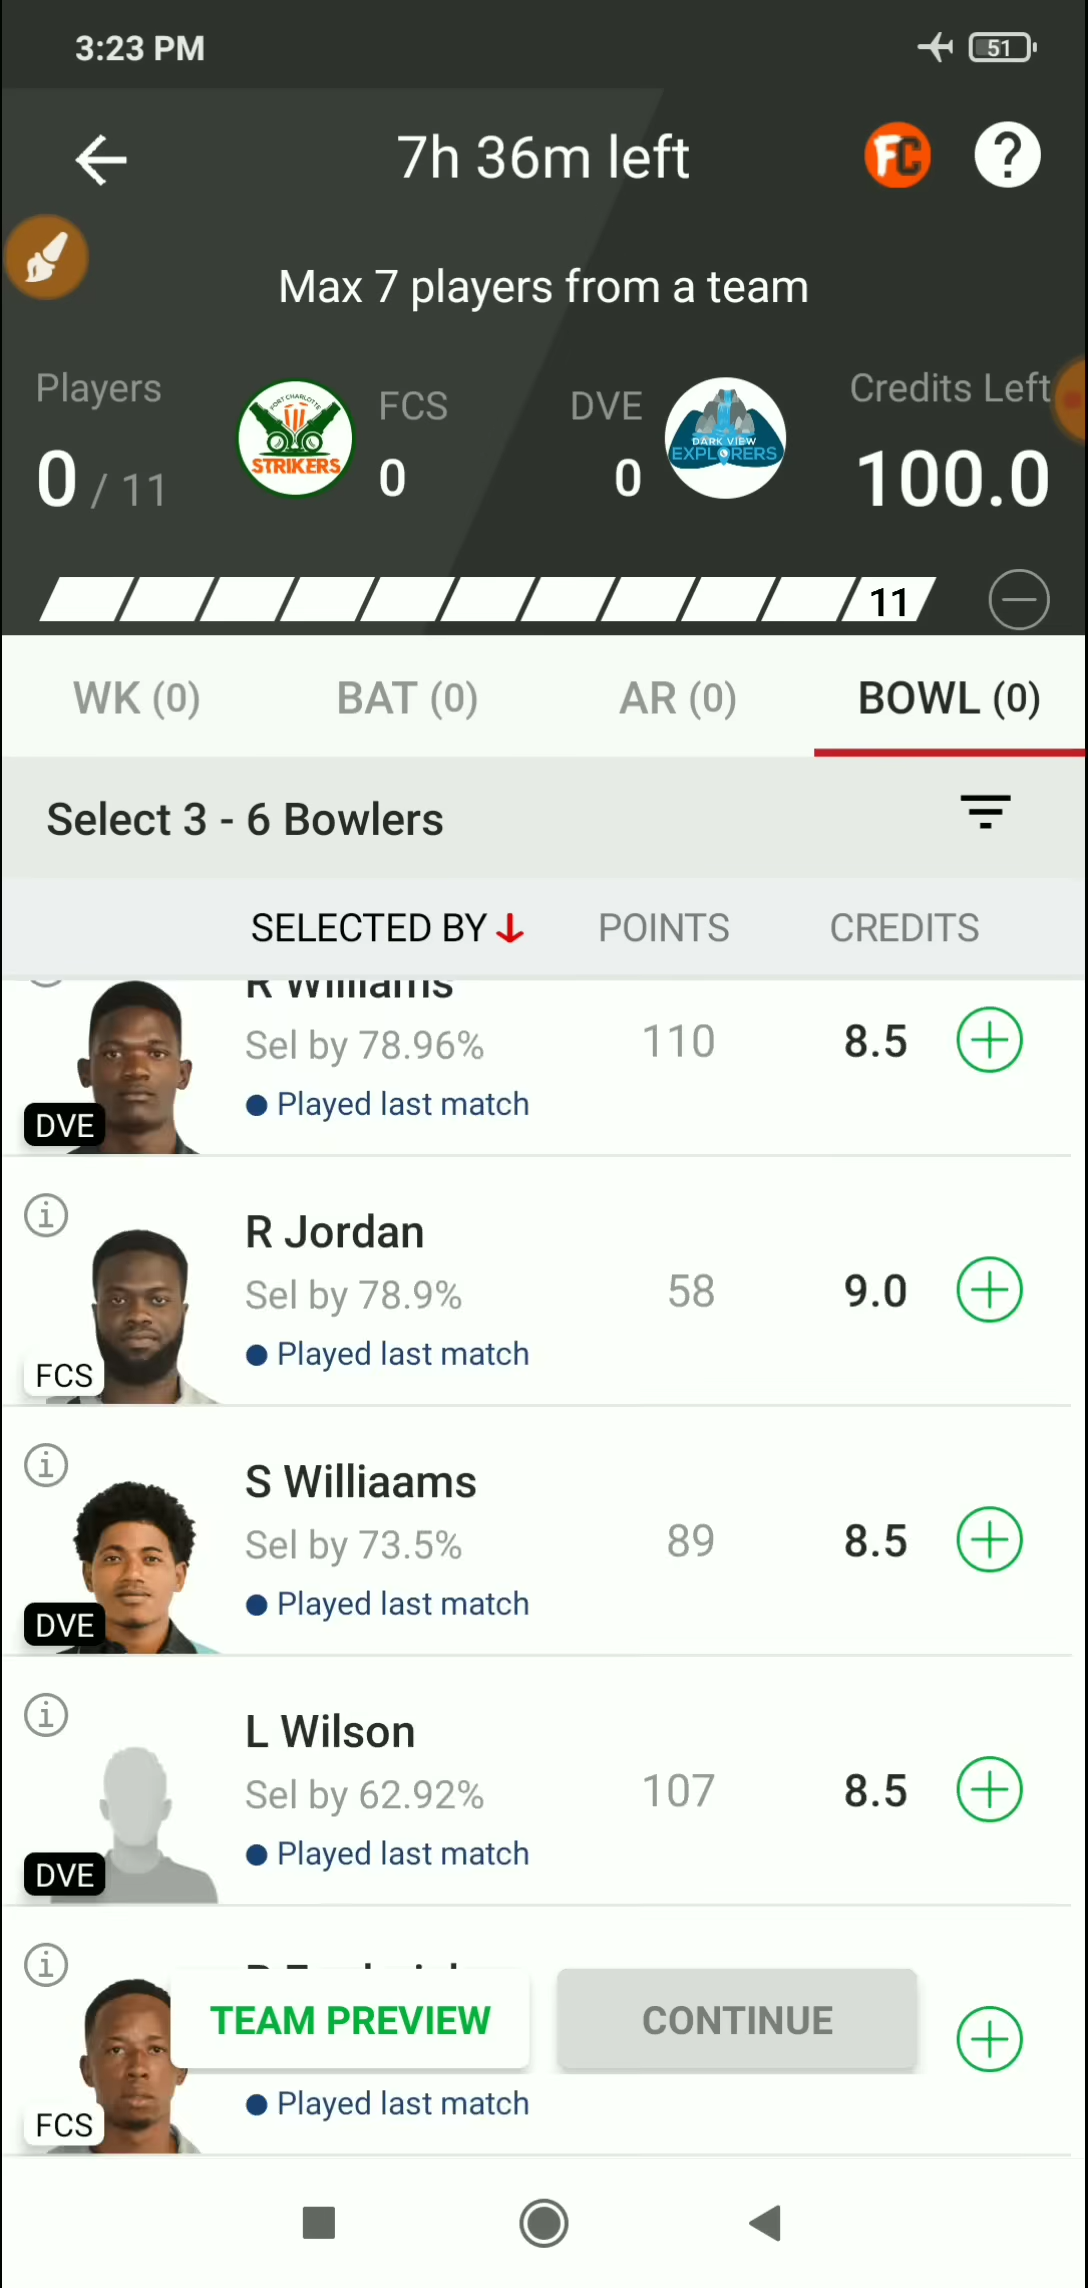 3:23 PM
51
7h 36m left
FC
?
Max 7 players from a team
Players
FCS
DVE
Credits Left
FORT CHARLOTTE
STRIKERS
DARK VIEW
EXPLORERS
0 / 11
0
0
100.0
11
WK (0)
BAT (0)
AR (0)
BOWL (0)
Select 3 - 6 Bowlers
SELECTED BY
POINTS
CREDITS
R Williams
Sel by 78.96%
110
8.5
Played last match
DVE
R Jordan
Sel by 78.9%
58
9.0
Played last match
FCS
S Williaams
Sel by 73.5%
89
8.5
Played last match
DVE
L Wilson
Sel by 62.92%
107
8.5
Played last match
DVE
TEAM PREVIEW
CONTINUE
Played last match
FCS